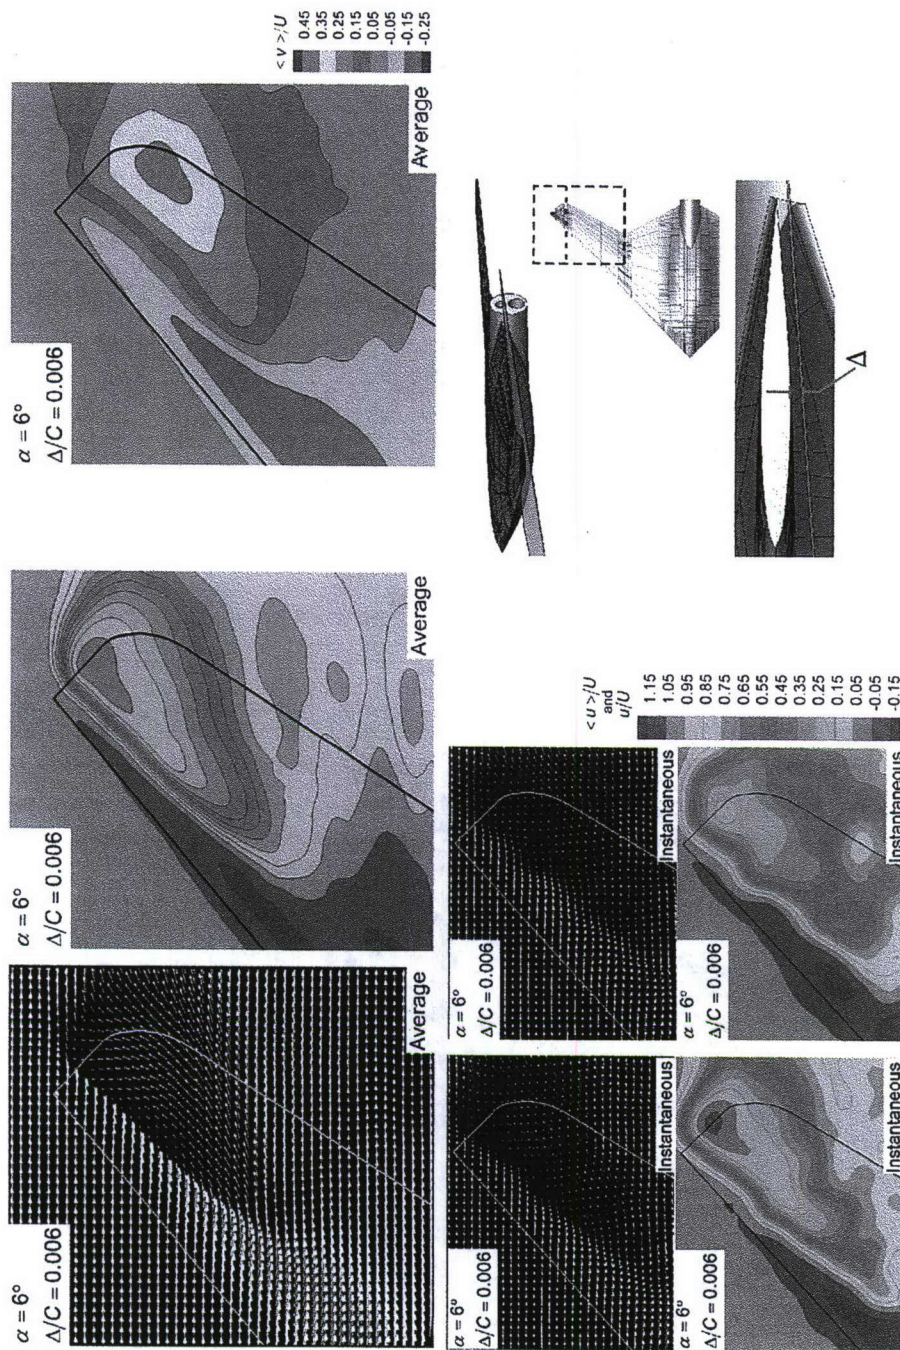 α = 6°
Δ/C = 0.006
Average
α = 6°
Δ/C = 0.006
Average
α = 6°
Δ/C = 0.006
Average
< v >/U
0.45
0.35
0.25
0.15
0.05
-0.05
-0.15
-0.25
α = 6°
Δ/C = 0.006
Instantaneous
α = 6°
Δ/C = 0.006
Instantaneous
α = 6°
Δ/C = 0.006
Instantaneous
α = 6°
Δ/C = 0.006
Instantaneous
< u >/U
and
u/U
1.15
1.05
0.95
0.85
0.75
0.65
0.55
0.45
0.35
0.25
0.15
0.05
-0.05
-0.15
Δ